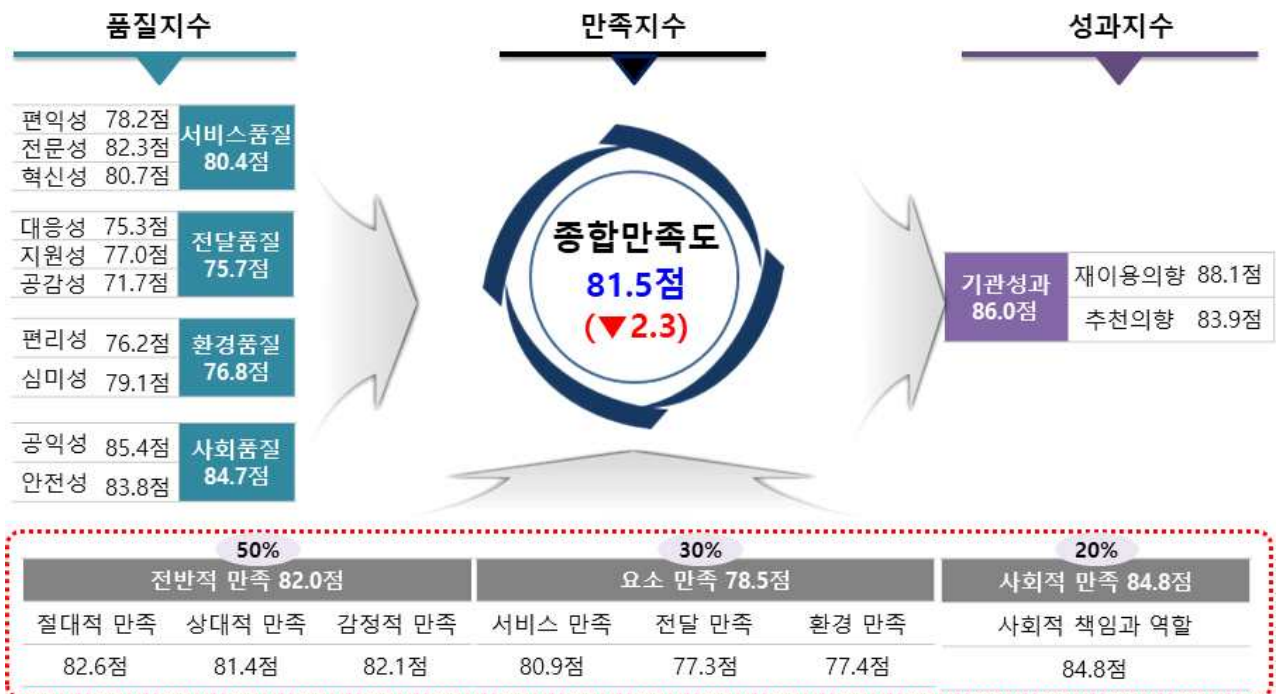 품질지수
만족지수
성과지수
편익성 78.2점
전문성 82.3점
혁신성 80.7점
서비스품질
80.4점
대응성 75.3점
지원성 77.0점
공감성 71.7점
전달품질
75.7점
편리성 76.2점
심미성 79.1점
환경품질
76.8점
공익성 85.4점
안전성 83.8점
사회품질
84.7점
종합만족도
81.5점
(▼2.3)
기관성과
86.0점
재이용의향 88.1점
추천의향 83.9점
50% 30% 20%
전반적 만족 82.0점 요소 만족 78.5점 사회적 만족 84.8점
절대적 만족 상대적 만족 감정적 만족 서비스 만족 전달 만족 환경 만족 사회적 책임과 역할
82.6점 81.4점 82.1점 80.9점 77.3점 77.4점 84.8점